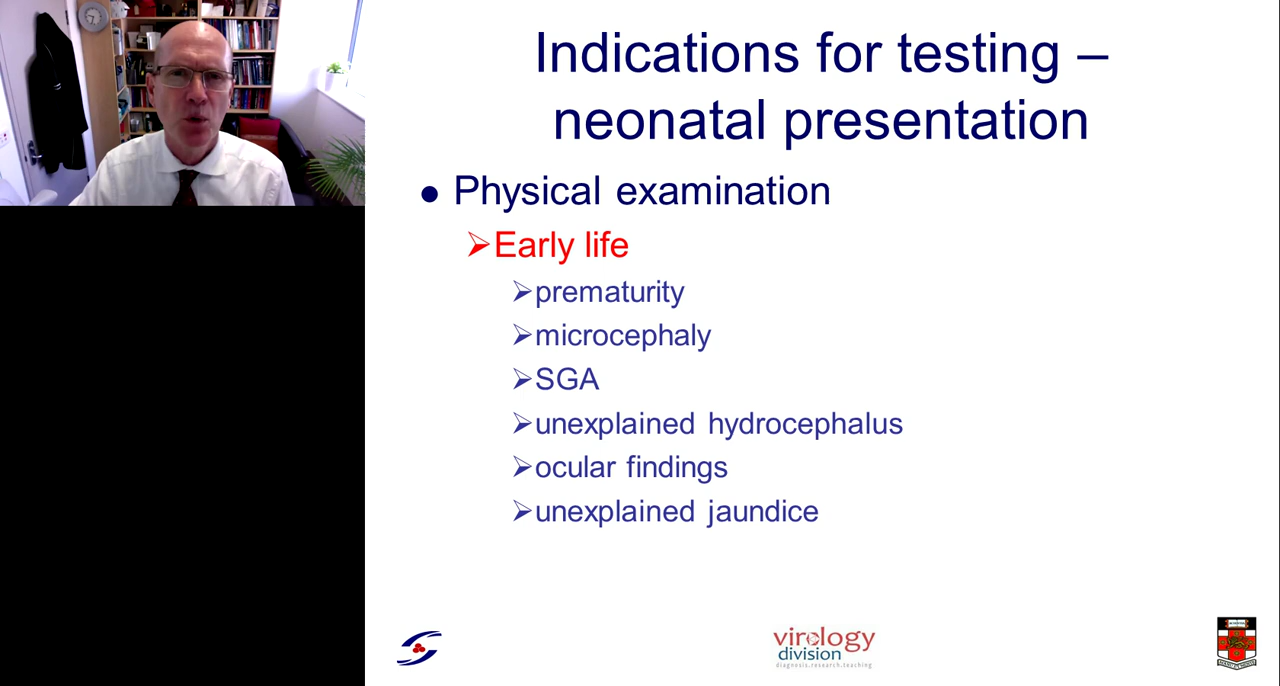 Indications for testing –
neonatal presentation
● Physical examination
➢Early life
➢prematurity
➢microcephaly
➢SGA
➢unexplained hydrocephalus
➢ocular findings
➢unexplained jaundice
virology
division
diagnosis.research.teaching